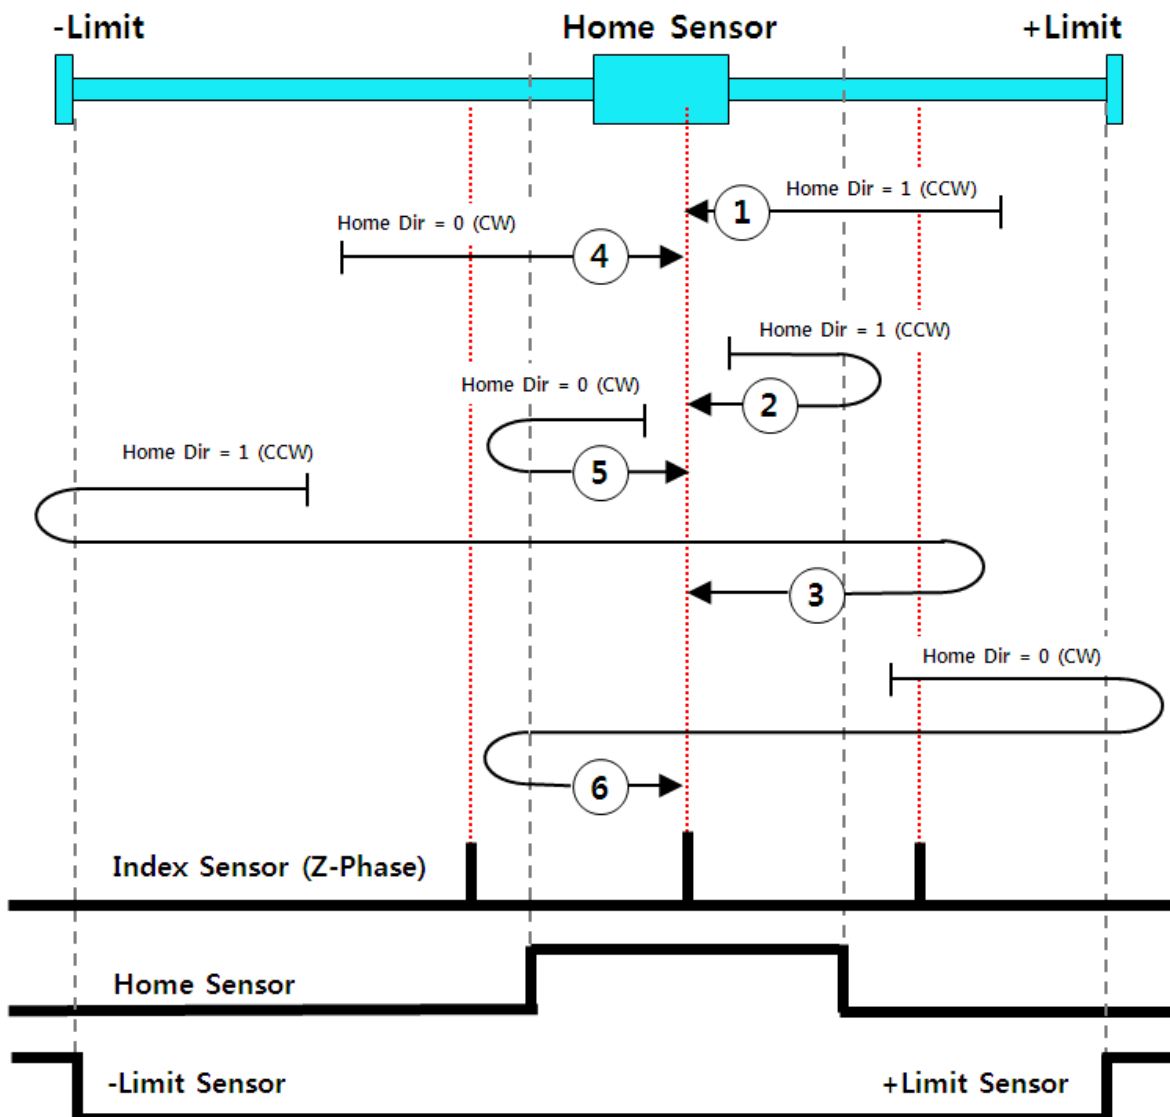 -Limit
Home Sensor
+Limit
Home Dir = 1 (CCW)
1
Home Dir = 0 (CW)
4
Home Dir = 1 (CCW)
Home Dir = 0 (CW)
2
Home Dir = 1 (CCW)
5
3
Home Dir = 0 (CW)
6
Index Sensor (Z-Phase)
Home Sensor
-Limit Sensor
+Limit Sensor